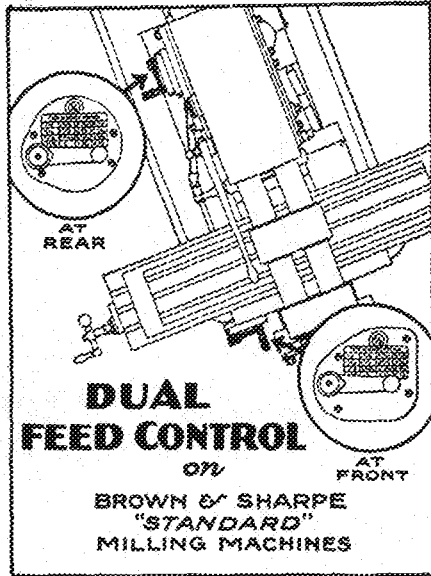 AT
REAR
DUAL
FEED CONTROL
on
AT
FRONT
BROWN & SHARPE
"STANDARD"
MILLING MACHINES